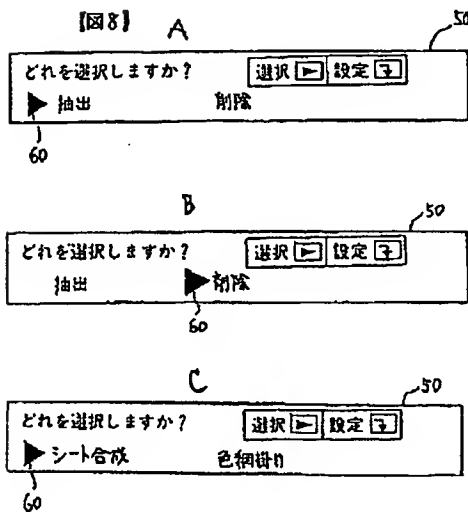 【図8】
A
50
どれを選択しますか? 選択 設定
抽出 削除
60
B
50
どれを選択しますか? 選択 設定
抽出 削除
60
C
50
どれを選択しますか? 選択 設定
シート合成 色網掛け
60